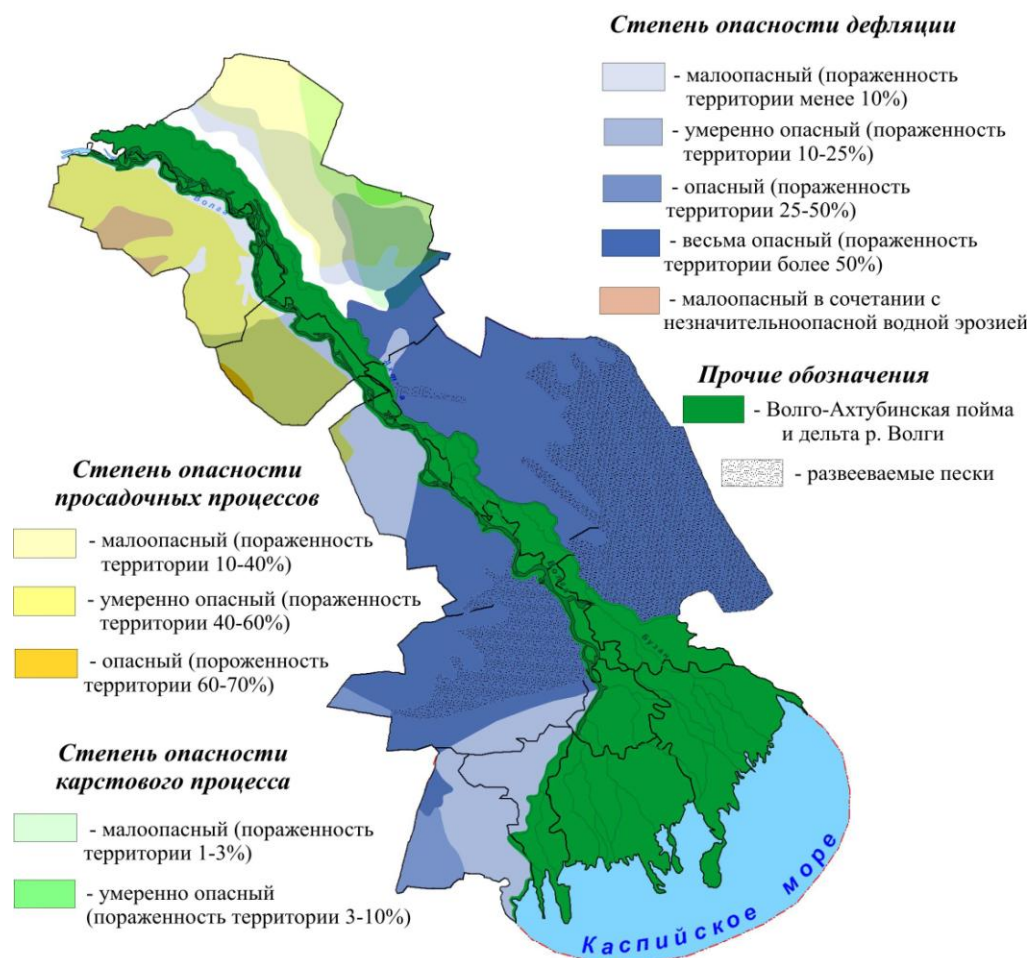 Степень опасности дефляции
- малоопасный (пораженность
территории менее 10%)
- умеренно опасный (пораженность
территории 10-25%)
- опасный (пораженность
территории 25-50%)
- весьма опасный (пораженность
территории более 50%)
- малоопасный в сочетании с
незначительноопасной водной эрозией
Прочие обозначения
- Волго-Ахтубинская пойма
и дельта р. Волги
- развееваемые пески
Степень опасности
просадочных процессов
- малоопасный (пораженность
территории 10-40%)
- умеренно опасный (пораженность
территории 40-60%)
- опасный (пороженность
территории 60-70%)
Степень опасности
карстового процесса
- малоопасный (пораженность
территории 1-3%)
- умеренно опасный
(пораженность территории 3-10%)
Волга
Бузан
Каспийское море